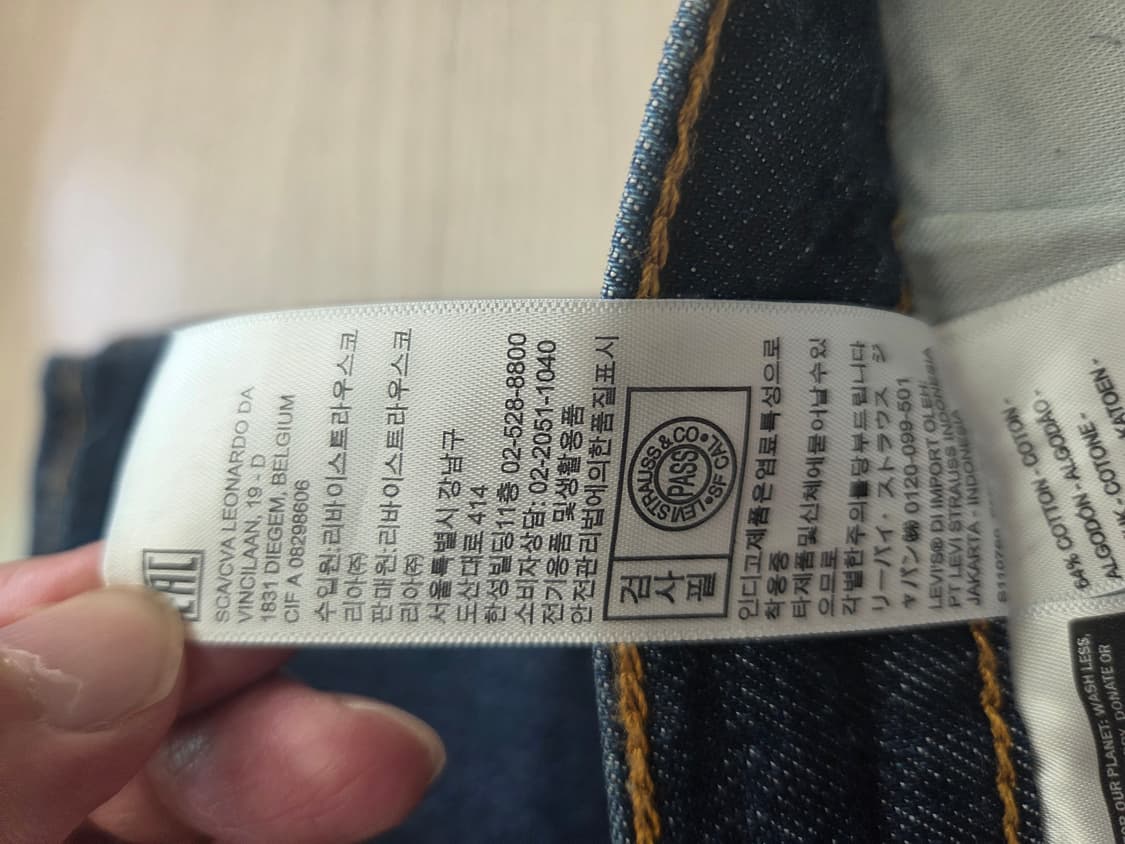 EAC
SCA/CVA LEONARDO DA
VINCILAAN, 19 - D
1831 DIEGEM, BELGIUM
CIF A 08298606
수입원:리바이스트라우스코
리아(주)
판매원:리바이스트라우스코
리아(주)
서울특별시 강남구
도산대로 414
한성빌딩11층 02-528-8800
소비자상담 02-2051-1040
전기용품 및생활용품
안전관리법에의한품질표시
검
사
필
LEVI STRAUSS & CO
SF CAL
PASS
인디고제품은염료특성으로
착용중
타제품및신체에묻어날수있
으므로
각별한주의를당부드립니다
リーバイ・ストラウス ジ
ャパン㈱ 0120-099-501
LEVIS® DI IMPORT OLEH:
PT LEVI STRAUSS INDONESIA
JAKARTA - INDONESIA
64% COTTON - COTON -
ALGODON - ALGODÃO -
COTONE -
KATOEN -
OUR PLANET: WASH LESS,
DONATE OR